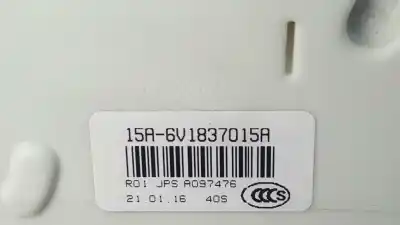 15A-6V1837015A
R01 JPS A097476
21.01.16 40S
CCC S